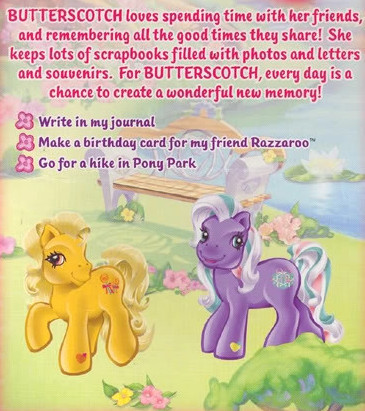 BUTTERSCOTCH loves spending time with her friends,
and remembering all the good times they share! She
keeps lots of scrapbooks filled with photos and letters
and souvenirs. For BUTTERSCOTCH, every day is a
chance to create a wonderful new memory!
Write in my journal
Make a birthday card for my friend Razzaroo™
Go for a hike in Pony Park